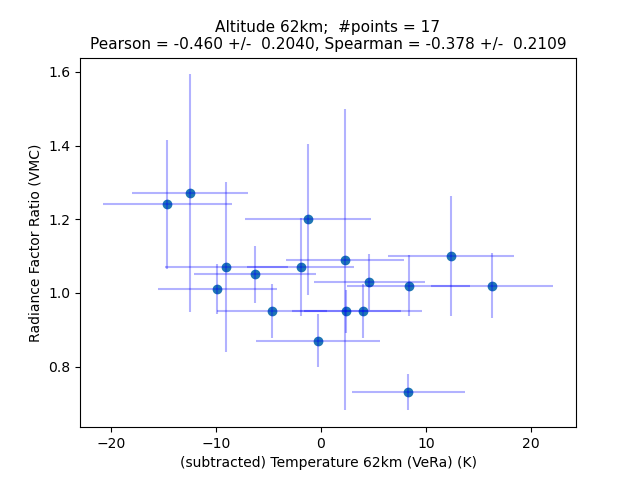 Altitude 62km;  #points = 17
Pearson = -0.460 +/-  0.2040, Spearman = -0.378 +/-  0.2109
1.6
1.4
1.2
1.0
0.8
Radiance Factor Ratio (VMC)
−20
−10
0
10
20
(subtracted) Temperature 62km (VeRa) (K)